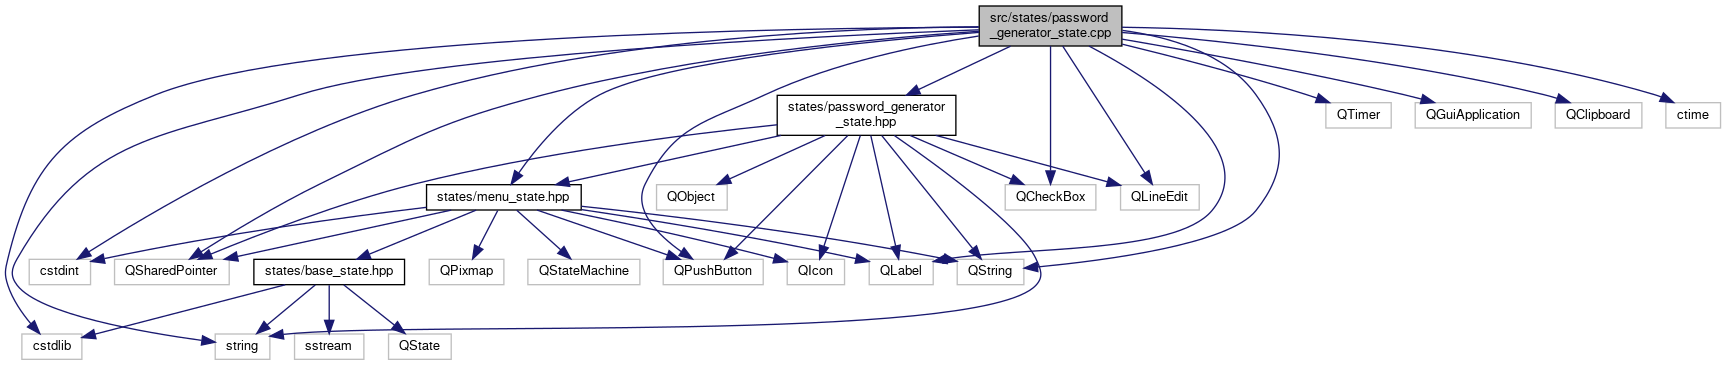 src/states/password
_generator_state.cpp
states/password_generator
_state.hpp
QTimer
QGuiApplication
QClipboard
ctime
states/menu_state.hpp
QObject
QCheckBox
QLineEdit
cstdint
QSharedPointer
states/base_state.hpp
QPixmap
QStateMachine
QPushButton
QIcon
QLabel
QString
cstdlib
string
sstream
QState